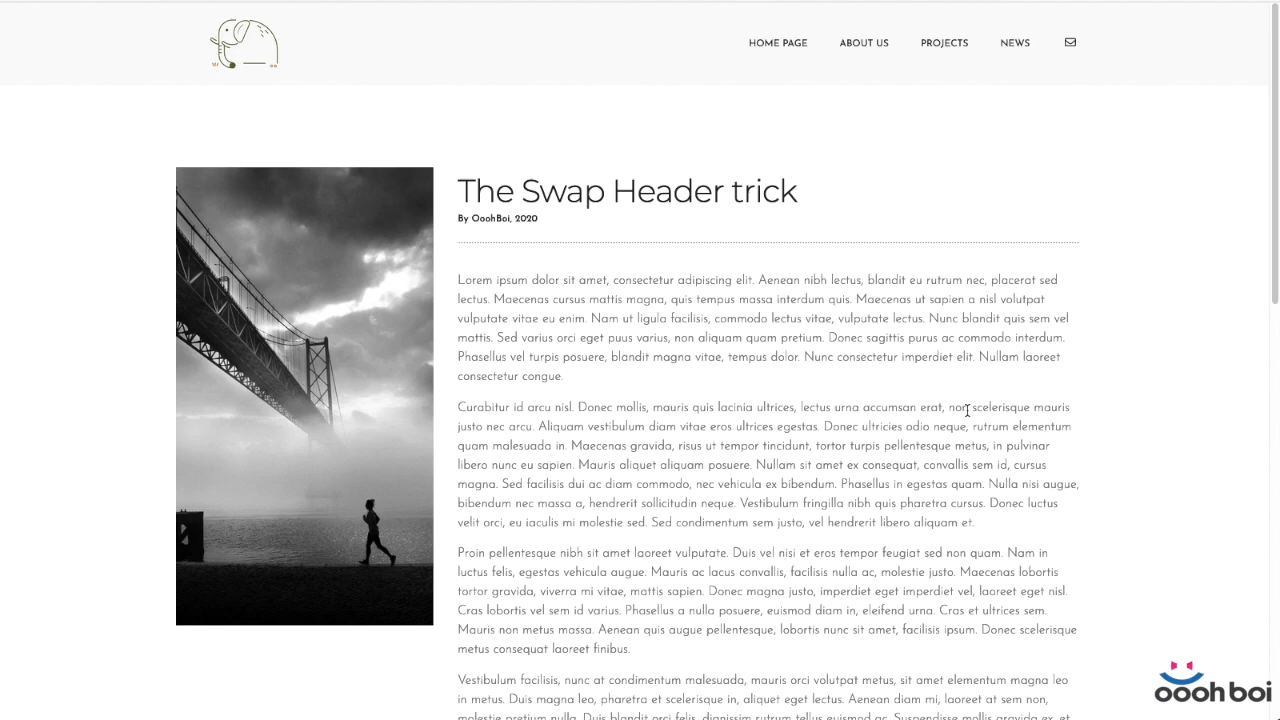 HOME PAGE
ABOUT US
PROJECTS
NEWS
The Swap Header trick
By OoohBoi, 2020
Lorem ipsum dolor sit amet, consectetur adipiscing elit. Aenean nibh lectus, blandit eu rutrum nec, placerat sed
lectus. Maecenas cursus mattis magna, quis tempus massa interdum quis. Maecenas ut sapien a nisl volutpat
vulputate vitae eu enim. Nam ut ligula facilisis, commodo lectus vitae, vulputate lectus. Nunc blandit quis sem vel
mattis. Sed varius orci eget puus varius, non aliquam quam pretium. Donec sagittis purus ac commodo interdum.
Phasellus vel turpis posuere, blandit magna vitae, tempus dolor. Nunc consectetur imperdiet elit. Nullam laoreet
consectetur congue.
Curabitur id arcu nisl. Donec mollis, mauris quis lacinia ultrices, lectus urna accumsan erat, non scelerisque mauris
justo nec arcu. Aliquam vestibulum diam vitae eros ultrices egestas. Donec ultricies odio neque, rutrum elementum
quam malesuada in. Maecenas gravida, risus ut tempor tincidunt, tortor turpis pellentesque metus, in pulvinar
libero nunc eu sapien. Mauris aliquet aliquam posuere. Nullam sit amet ex consequat, convallis sem id, cursus
magna. Sed facilisis dui ac diam commodo, nec vehicula ex bibendum. Phasellus in egestas quam. Nulla nisi augue,
bibendum nec massa a, hendrerit sollicitudin neque. Vestibulum fringilla nibh quis pharetra cursus. Donec luctus
velit orci, eu iaculis mi molestie sed. Sed condimentum sem justo, vel hendrerit libero aliquam et.
Proin pellentesque nibh sit amet laoreet vulputate. Duis vel nisi et eros tempor feugiat sed non quam. Nam in
luctus felis, egestas vehicula augue. Mauris ac lacus convallis, facilisis nulla ac, molestie justo. Maecenas lobortis
tortor gravida, viverra mi vitae, mattis sapien. Donec magna justo, imperdiet eget imperdiet vel, laoreet eget nisl.
Cras lobortis vel sem id varius. Phasellus a nulla posuere, euismod diam in, eleifend urna. Cras et ultrices sem.
Mauris non metus massa. Aenean quis augue pellentesque, lobortis nunc sit amet, facilisis ipsum. Donec scelerisque
metus consequat laoreet finibus.
Vestibulum facilisis, nunc at condimentum malesuada, mauris orci volutpat metus, sit amet elementum magna leo
in metus. Duis magna leo, pharetra et scelerisque in, aliquet eget lectus. Aenean diam mi, laoreet at sem non,
molestie pretium nulla. Duis blandit orci felis, dignissim rutrum tellus euismod ac. Suspendisse mollis gravida ex, et
oooh boi